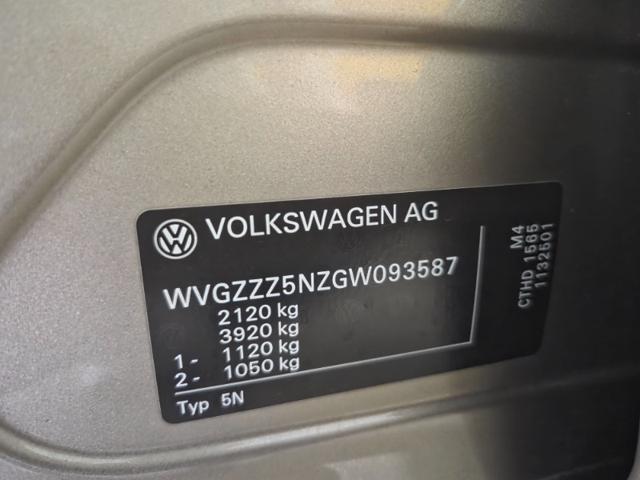 VOLKSWAGEN AG
WVGZZZ5NZGW093587
2120 kg
3920 kg
1- 1120 kg
2- 1050 kg
Typ 5N
M4
CTHD 1565
1132501